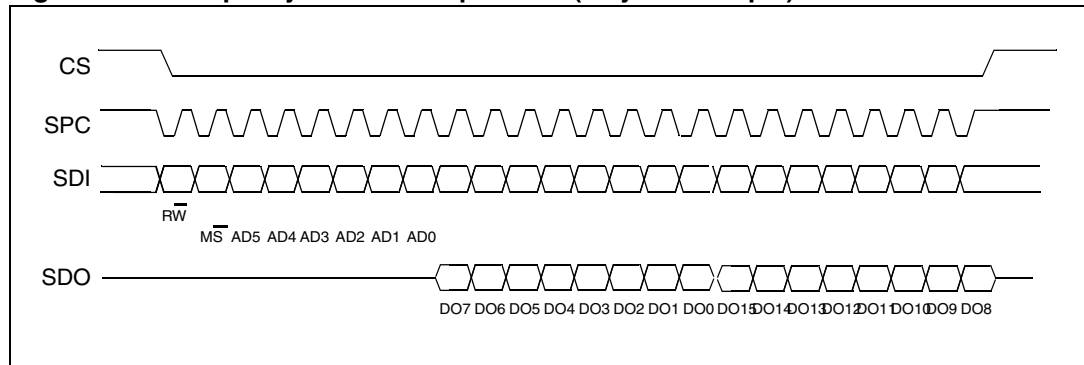 CS
SPC
SDI
RW
MS AD5 AD4 AD3 AD2 AD1 AD0
SDO
DO7 DO6 DO5 DO4 DO3 DO2 DO1 DO0 DO15 DO14 DO13 DO12 DO11 DO10 DO9 DO8